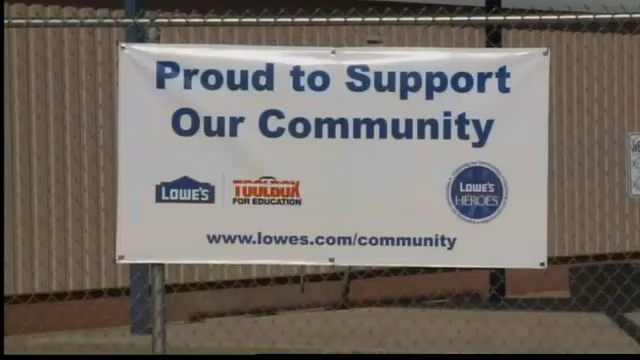 Proud to Support
Our Community
LOWE'S
TOOLBOX
FOR EDUCATION
LOWE'S
HEROES
www.lowes.com/community